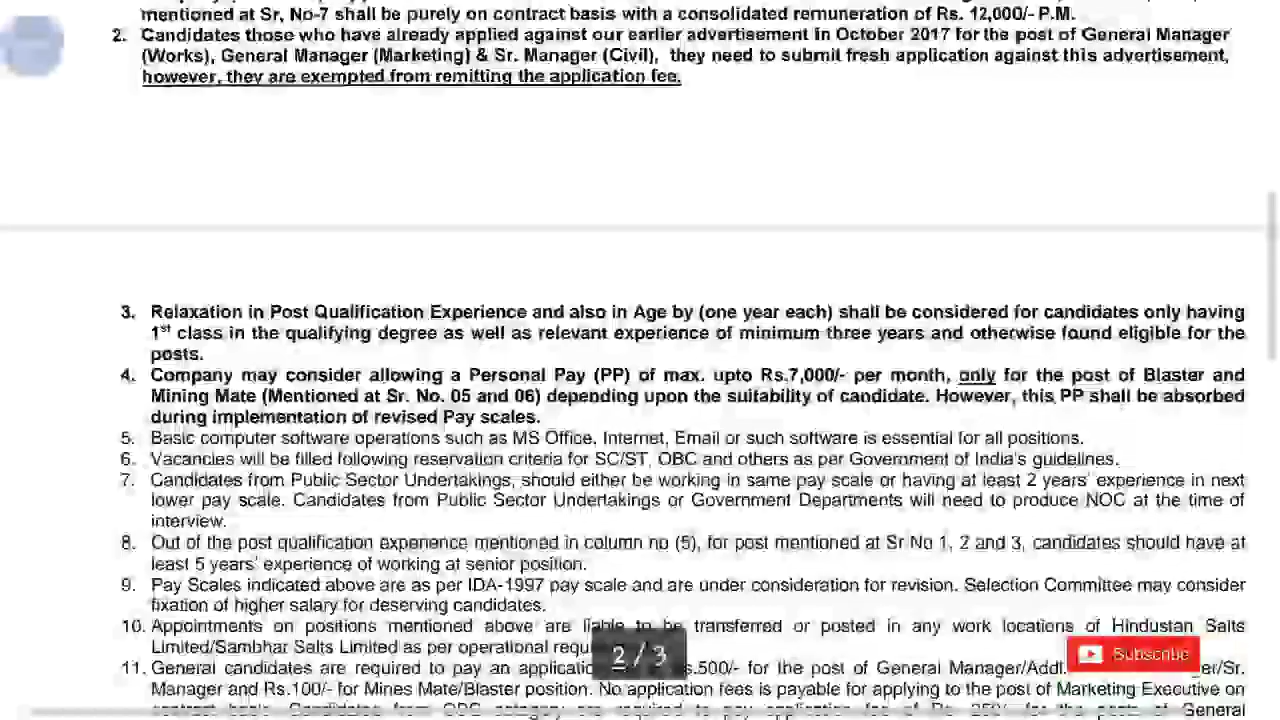 mentioned at Sr. No-7 shall be purely on contract basis with a consolidated remuneration of Rs. 12,000/- P.M.
2. Candidates those who have already applied against our earlier advertisement in October 2017 for the post of General Manager
(Works), General Manager (Marketing) & Sr. Manager (Civil), they need to submit fresh application against this advertisement,
however, they are exempted from remitting the application fee.
3. Relaxation in Post Qualification Experience and also in Age by (one year each) shall be considered for candidates only having
1st class in the qualifying degree as well as relevant experience of minimum three years and otherwise found eligible for the
posts.
4. Company may consider allowing a Personal Pay (PP) of max. upto Rs.7,000/- per month, only for the post of Blaster and
Mining Mate (Mentioned at Sr. No. 05 and 06) depending upon the suitability of candidate. However, this PP shall be absorbed
during implementation of revised Pay scales.
5. Basic computer software operations such as MS Office, Internet, Email or such software is essential for all positions.
6. Vacancies will be filled following reservation criteria for SC/ST, OBC and others as per Government of India's guidelines.
7. Candidates from Public Sector Undertakings, should either be working in same pay scale or having at least 2 years' experience in next
lower pay scale. Candidates from Public Sector Undertakings or Government Departments will need to produce NOC at the time of
interview.
8. Out of the post qualification experience mentioned in column no (5), for post mentioned at Sr No 1, 2 and 3, candidates should have at
least 5 years' experience of working at senior position.
9. Pay Scales indicated above are as per IDA-1997 pay scale and are under consideration for revision. Selection Committee may consider
fixation of higher salary for deserving candidates.
10. Appointments on positions mentioned above are liable to be transferred or posted in any work locations of Hindustan Salts
Limited/Sambhar Salts Limited as per operational requ
11. General candidates are required to pay an applicatio s.500/- for the post of General Manager/Addl. er/Sr.
Manager and Rs.100/- for Mines Mate/Blaster position. No application fees is payable for applying to the post of Marketing Executive on
General
2 / 3
Subscribe